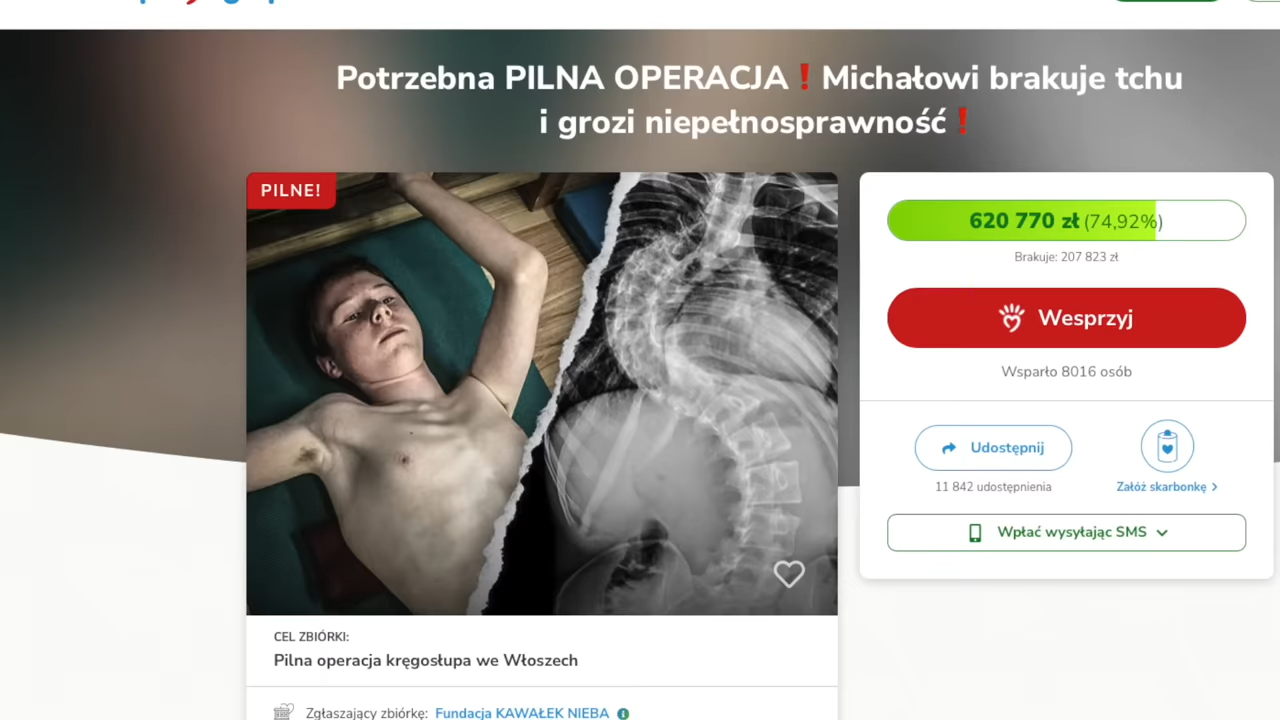 Potrzebna PILNA OPERACJA❗Michałowi brakuje tchu
i grozi niepełnosprawność❗
PILNE!
620 770 zł (74,92%)
Brakuje: 207 823 zł
Wesprzyj
Wsparło 8016 osób
Udostępnij
11 842 udostępnienia
Załóż skarbonkę
Wpłać wysyłając SMS
CEL ZBIÓRKI:
Pilna operacja kręgosłupa we Włoszech
Zgłaszający zbiórkę: Fundacja KAWAŁEK NIEBA